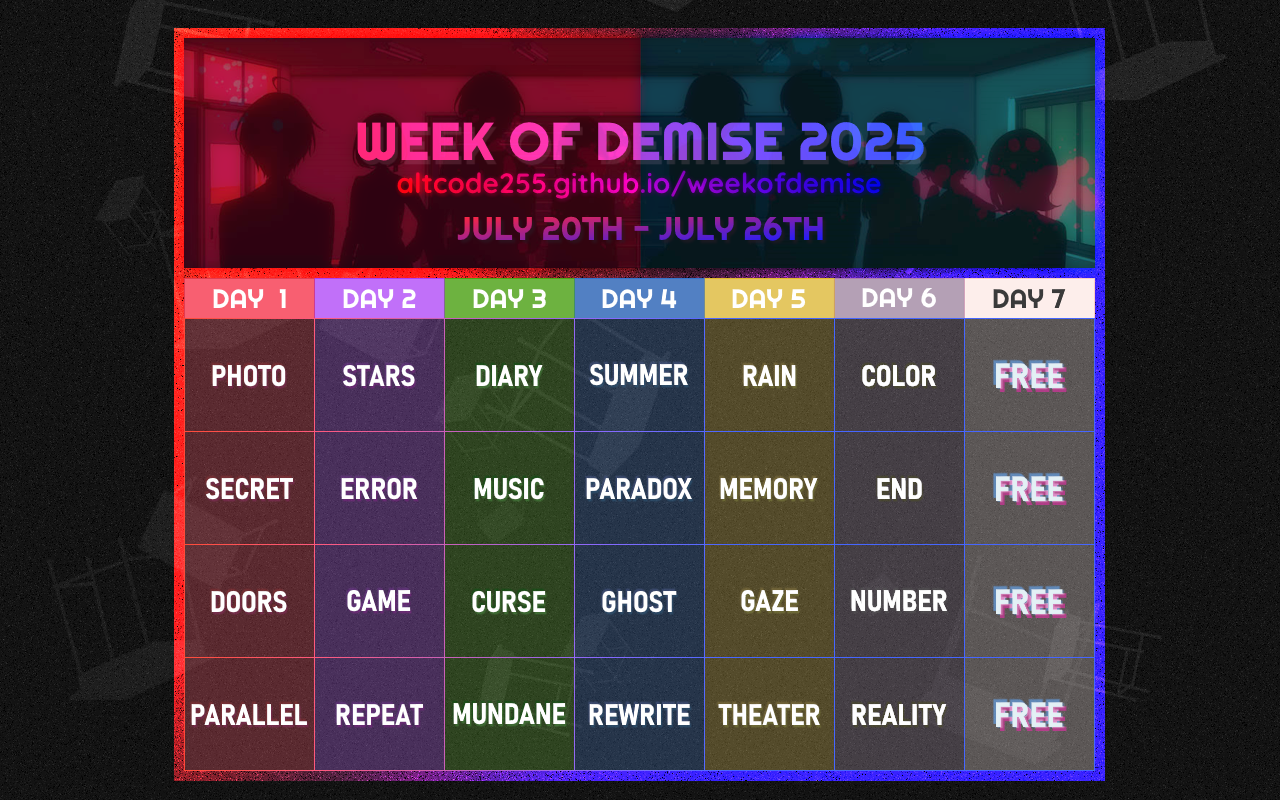 WEEK OF DEMISE 2025
altcode255.github.io/weekofdemise
JULY 20TH - JULY 26TH
DAY 1 DAY 2 DAY 3 DAY 4 DAY 5 DAY 6 DAY 7
PHOTO STARS DIARY SUMMER RAIN COLOR FREE
SECRET ERROR MUSIC PARADOX MEMORY END FREE
DOORS GAME CURSE GHOST GAZE NUMBER FREE
PARALLEL REPEAT MUNDANE REWRITE THEATER REALITY FREE